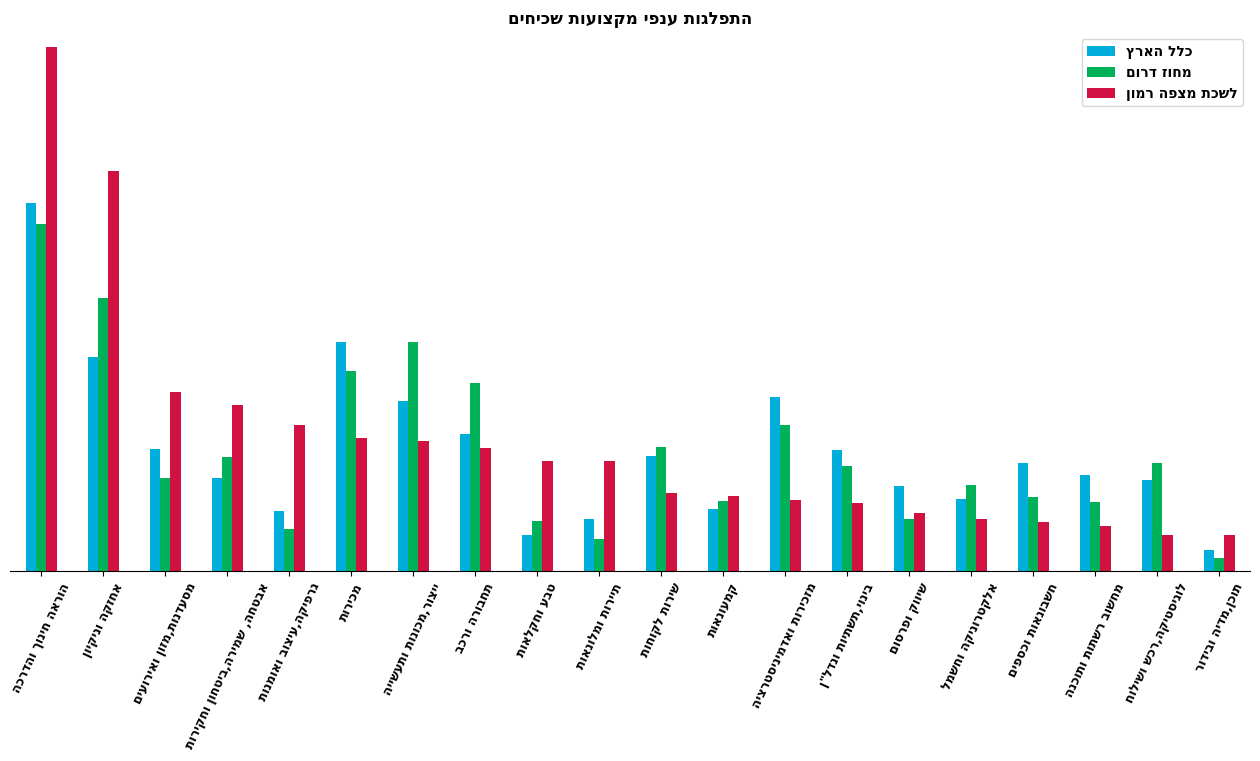 התפלגות ענפי מקצועות שכיחים
כלל הארץ
מחוז דרום
לשכת מצפה רמון
הוראה חינוך והדרכה
אחזקה וניקיון
מסעדנות,מזון ואירועים
אבטחה, שמירה,ביטחון וחקירות
גרפיקה,עיצוב ואומנות
מכירות
ייצור,מכונות ותעשייה
תחבורה ורכב
טבע וחקלאות
תיירות ומלונאות
שירות לקוחות
קמעונאות
מזכירות ואדמיניסטרציה
בינוי,תשתיות ונדל"ן
שיווק ופרסום
אלקטרוניקה וחשמל
חשבונאות וכספים
מחשוב רשתות ותוכנה
לוגיסטיקה,רכש ושילוח
תוכן,מדיה ובידור